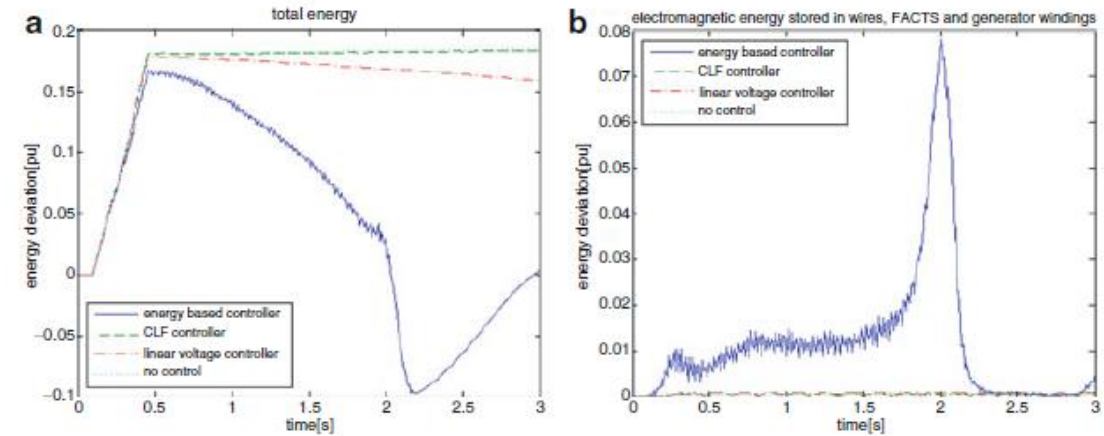 a
total energy
0.2
0.15
0.1
0.05
0
−0.05
−0.1
energy deviation[pu]
energy based controller
CLF controller
linear voltage controller
no control
0 0.5 1 1.5 2 2.5 3
time[s]
b
electromagnetic energy stored in wires, FACTS and generator windings
0.08
0.07
0.06
0.05
0.04
0.03
0.02
0.01
0
energy deviation[pu]
energy based controller
CLF controller
linear voltage controller
no control
0 0.5 1 1.5 2 2.5 3
time[s]